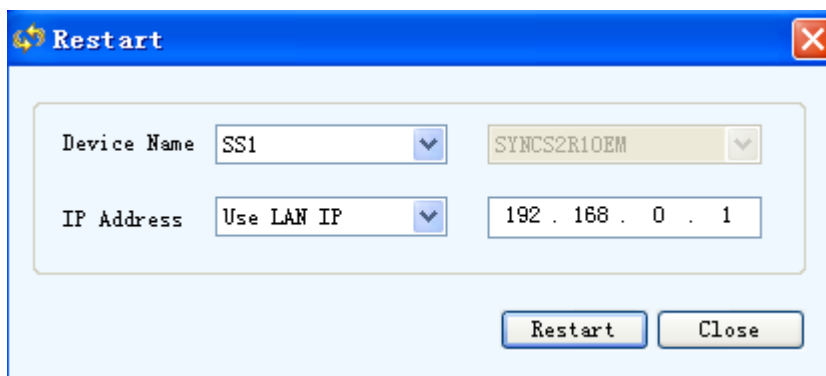 Restart
Device Name SS1 SYNCS2R10EM
IP Address Use LAN IP 192 . 168 . 0 . 1
Restart Close